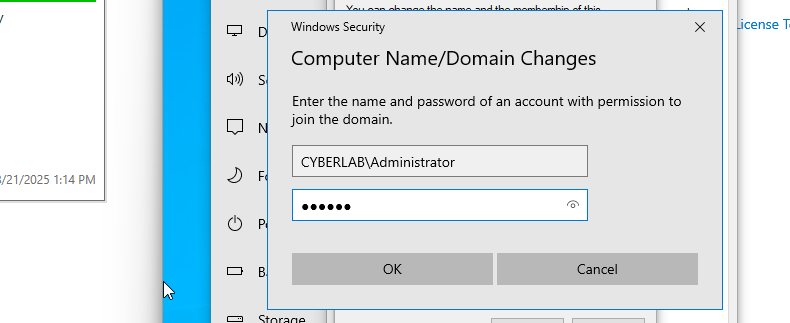 You can change the name and the membership of this
Windows Security
Computer Name/Domain Changes
Enter the name and password of an account with permission to
join the domain.
CYBERLAB\Administrator
●●●●●●
OK
Cancel
Storage
/21/2025 1:14 PM
icense T